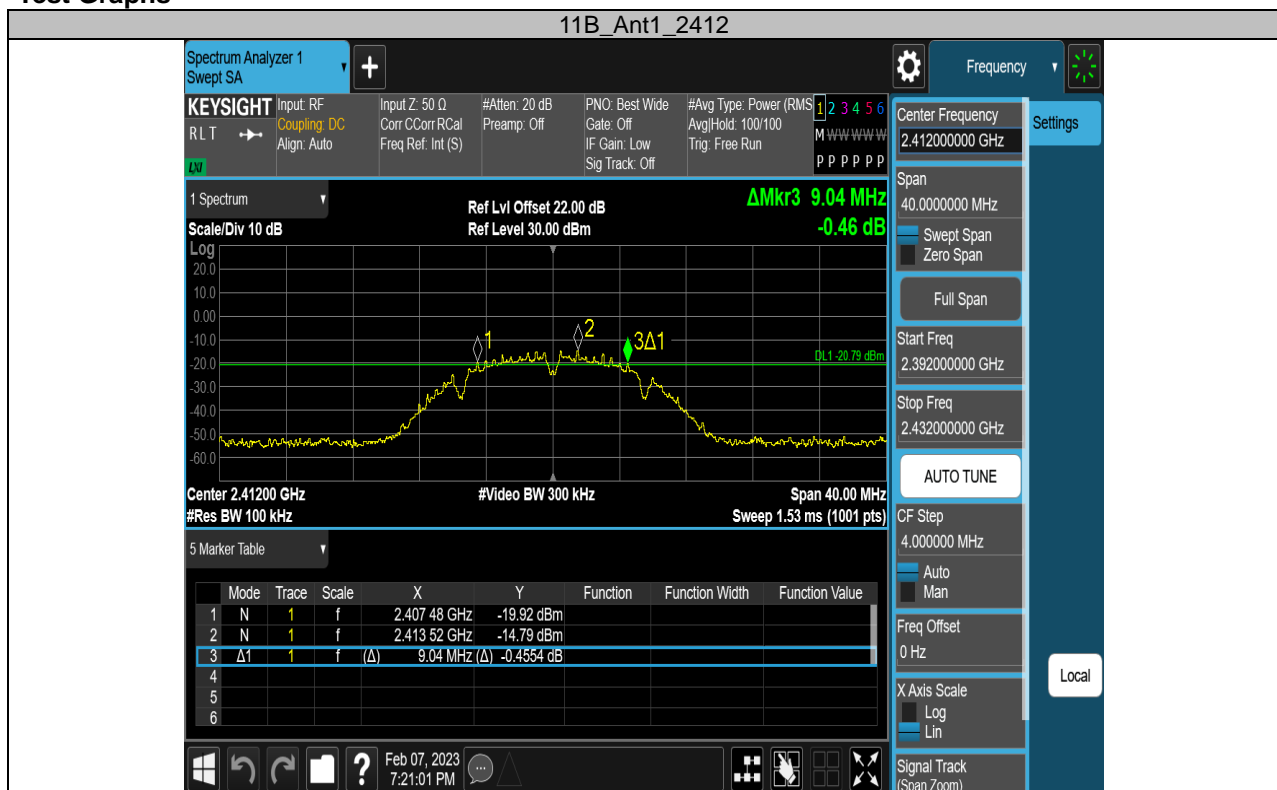 Test Graphs
11B_Ant1_2412
Spectrum Analyzer 1
Swept SA
+
Frequency
KEYSIGHT
RLT
LXI
Input: RF
Coupling: DC
Align: Auto
Input Z: 50 Ω
Corr CCorr RCal
Freq Ref: Int (S)
#Atten: 20 dB
Preamp: Off
PNO: Best Wide
Gate: Off
IF Gain: Low
Sig Track: Off
#Avg Type: Power (RMS
Avg|Hold: 100/100
Trig: Free Run
1 2 3 4 5 6
M W W W W W
P P P P P P
1 Spectrum
Scale/Div 10 dB
Ref Lvl Offset 22.00 dB
Ref Level 30.00 dBm
ΔMkr3 9.04 MHz
-0.46 dB
Log
20.0
10.0
0.00
-10.0
-20.0
-30.0
-40.0
-50.0
-60.0
1
2
3Δ1
DL1 -20.79 dBm
Center 2.41200 GHz
#Video BW 300 kHz
Span 40.00 MHz
#Res BW 100 kHz
Sweep 1.53 ms (1001 pts)
5 Marker Table
Mode Trace Scale X Y Function Function Width Function Value
1 N 1 f 2.407 48 GHz -19.92 dBm
2 N 1 f 2.413 52 GHz -14.79 dBm
3 Δ1 1 f (Δ) 9.04 MHz (Δ) -0.4554 dB
4
5
6
Feb 07, 2023
7:21:01 PM
Center Frequency
2.412000000 GHz
Settings
Span
40.0000000 MHz
Swept Span
Zero Span
Full Span
Start Freq
2.392000000 GHz
Stop Freq
2.432000000 GHz
AUTO TUNE
CF Step
4.000000 MHz
Auto
Man
Freq Offset
0 Hz
Local
X Axis Scale
Log
Lin
Signal Track
(Span Zoom)